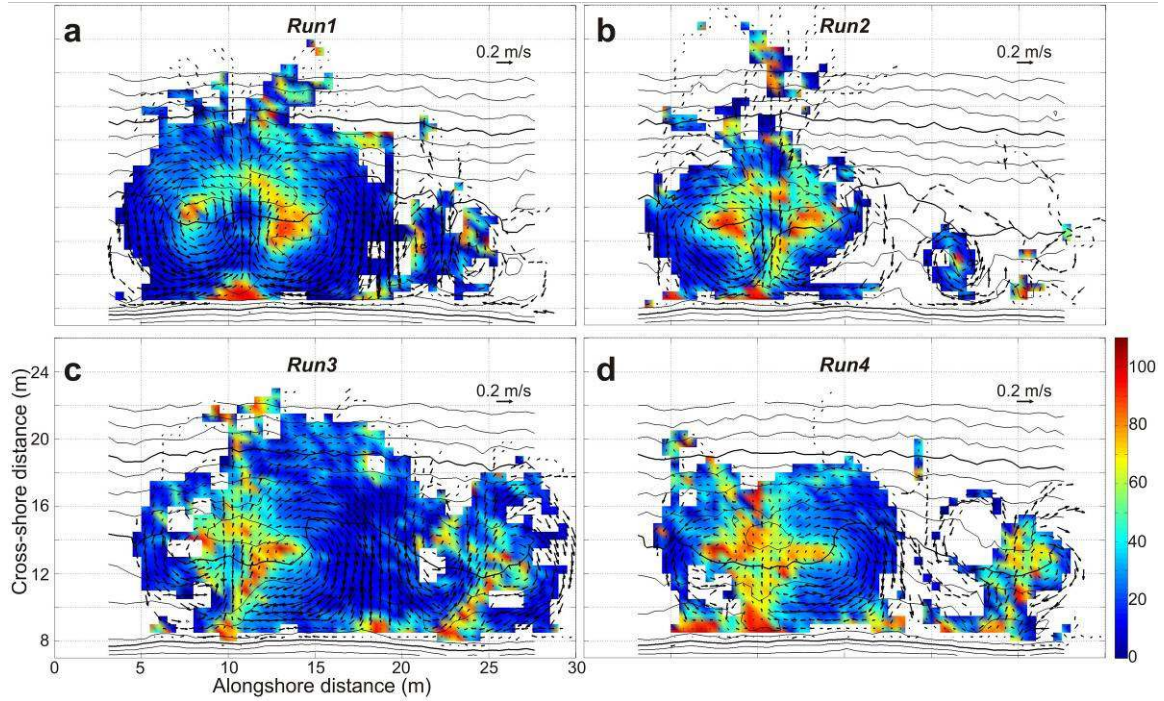 a
Run1
0.2 m/s
b
Run2
0.2 m/s
c
Run3
0.2 m/s
d
Run4
0.2 m/s
24
20
16
12
8
Cross-shore distance (m)
0
5
10
15
20
25
30
Alongshore distance (m)
100
80
60
40
20
0